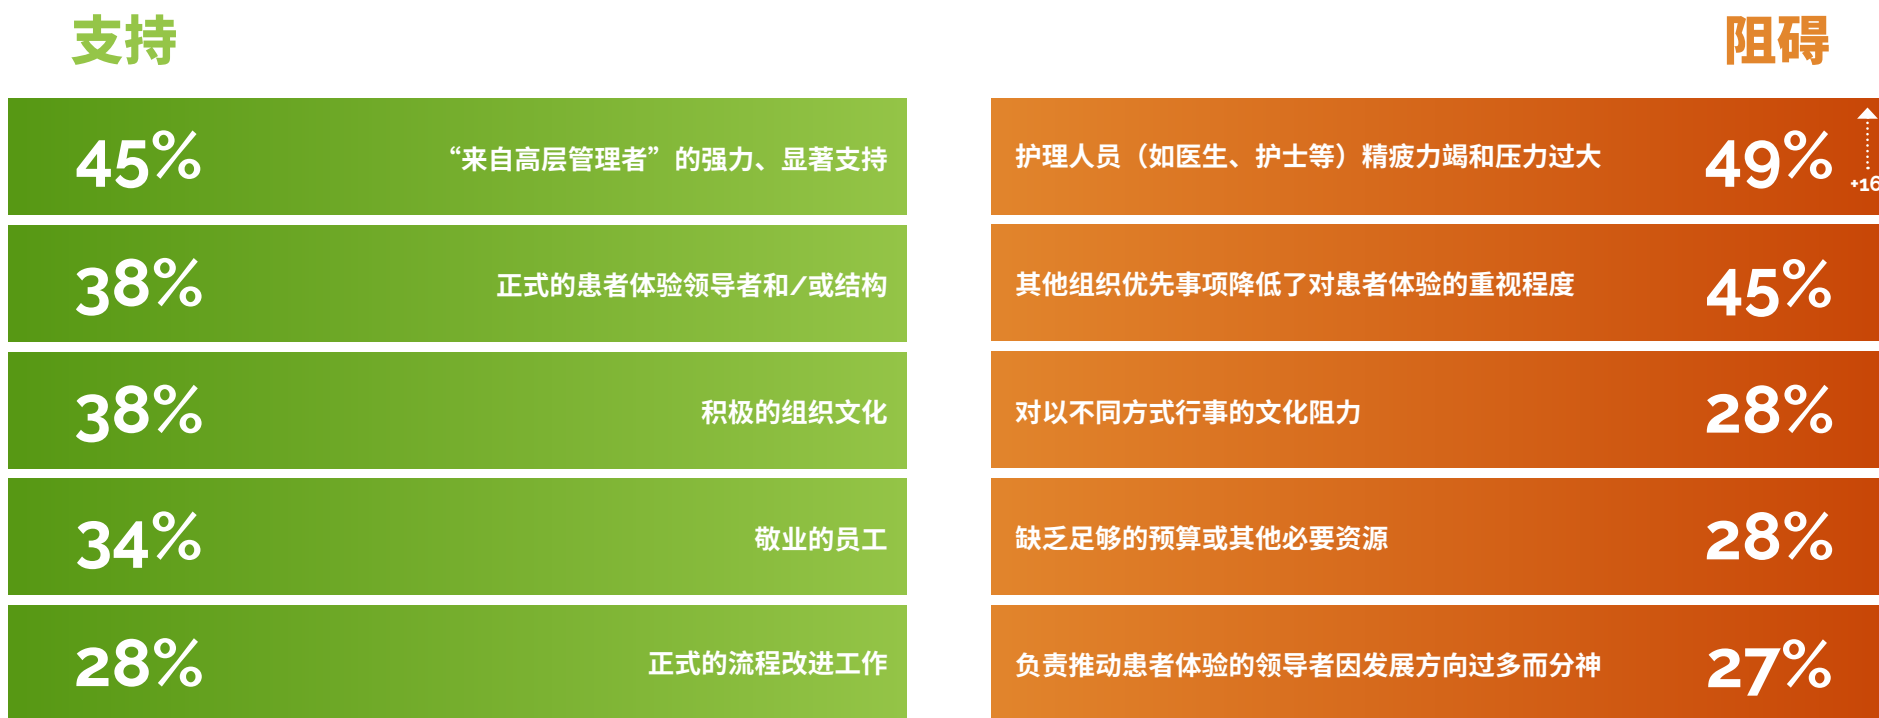 支持
45% “来自高层管理者”的强力、显著支持
38% 正式的患者体验领导者和/或结构
38% 积极的组织文化
34% 敬业的员工
28% 正式的流程改进工作
阻碍
护理人员（如医生、护士等）精疲力竭和压力过大 49% +16
其他组织优先事项降低了对患者体验的重视程度 45%
对以不同方式行事的文化阻力 28%
缺乏足够的预算或其他必要资源 28%
负责推动患者体验的领导者因发展方向过多而分神 27%